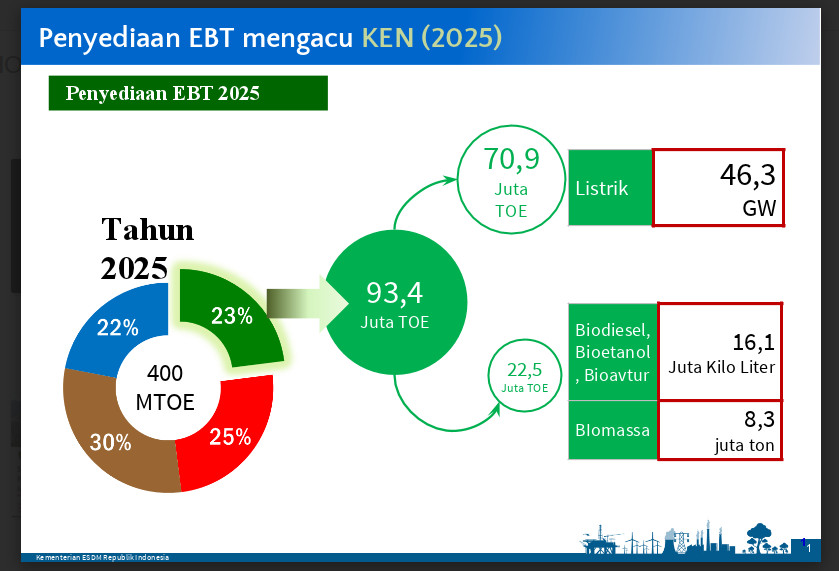 Penyediaan EBT mengacu KEN (2025)
Penyediaan EBT 2025
Tahun
2025
22%
23%
30%
25%
400
MTOE
93,4
Juta TOE
70,9
Juta
TOE
Listrik
46,3
GW
22,5
Juta TOE
Biodiesel,
Bioetanol
, Bioavtur
16,1
Juta Kilo Liter
BIomassa
8,3
juta ton
Kementerian ESDM Republik Indonesia
1
1